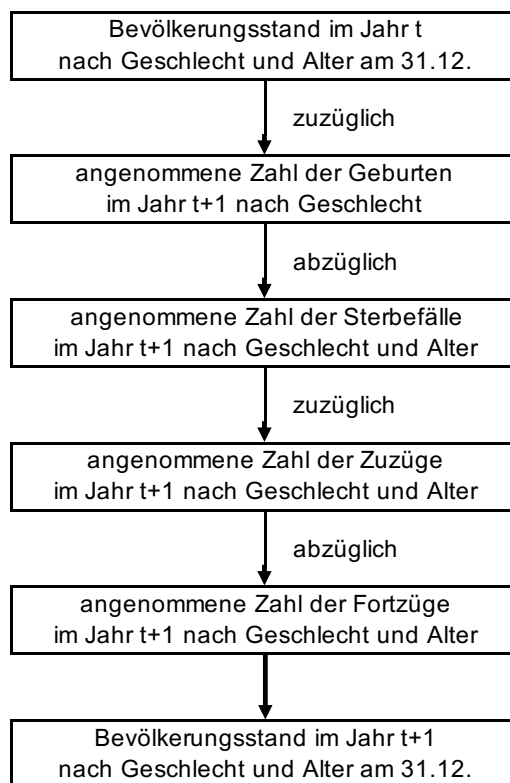 Bevölkerungsstand im Jahr t
nach Geschlecht und Alter am 31.12.
zuzüglich
angenommene Zahl der Geburten
im Jahr t+1 nach Geschlecht
abzüglich
angenommene Zahl der Sterbefälle
im Jahr t+1 nach Geschlecht und Alter
zuzüglich
angenommene Zahl der Zuzüge
im Jahr t+1 nach Geschlecht und Alter
abzüglich
angenommene Zahl der Fortzüge
im Jahr t+1 nach Geschlecht und Alter
Bevölkerungsstand im Jahr t+1
nach Geschlecht und Alter am 31.12.